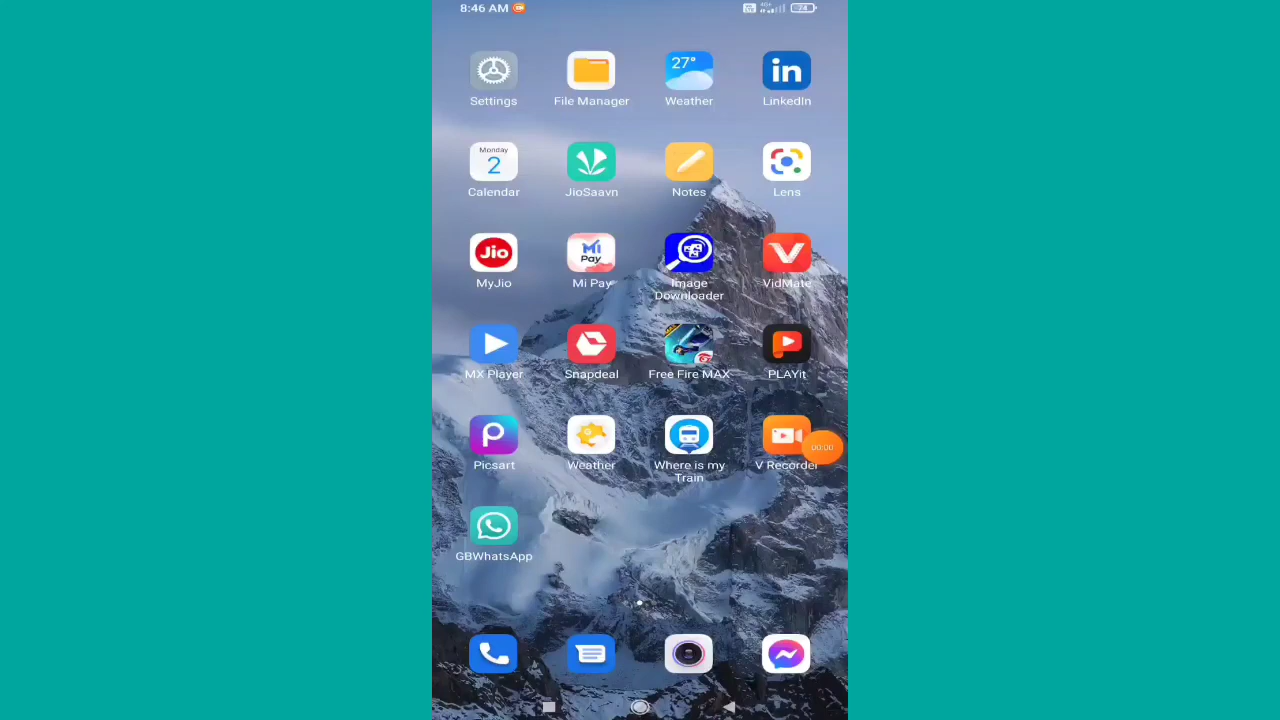 8:46 AM
4G+
74
27°
Settings
File Manager
Weather
in
LinkedIn
Monday
2
Calendar
JioSaavn
Notes
Lens
Jio
Mi
Pay
MyJio
Mi Pay
Image
Downloader
VidMate
MX Player
Snapdeal
Free Fire MAX
PLAYit
Picsart
Weather
Where is my
Train
V Recorder
00:00
GBWhatsApp